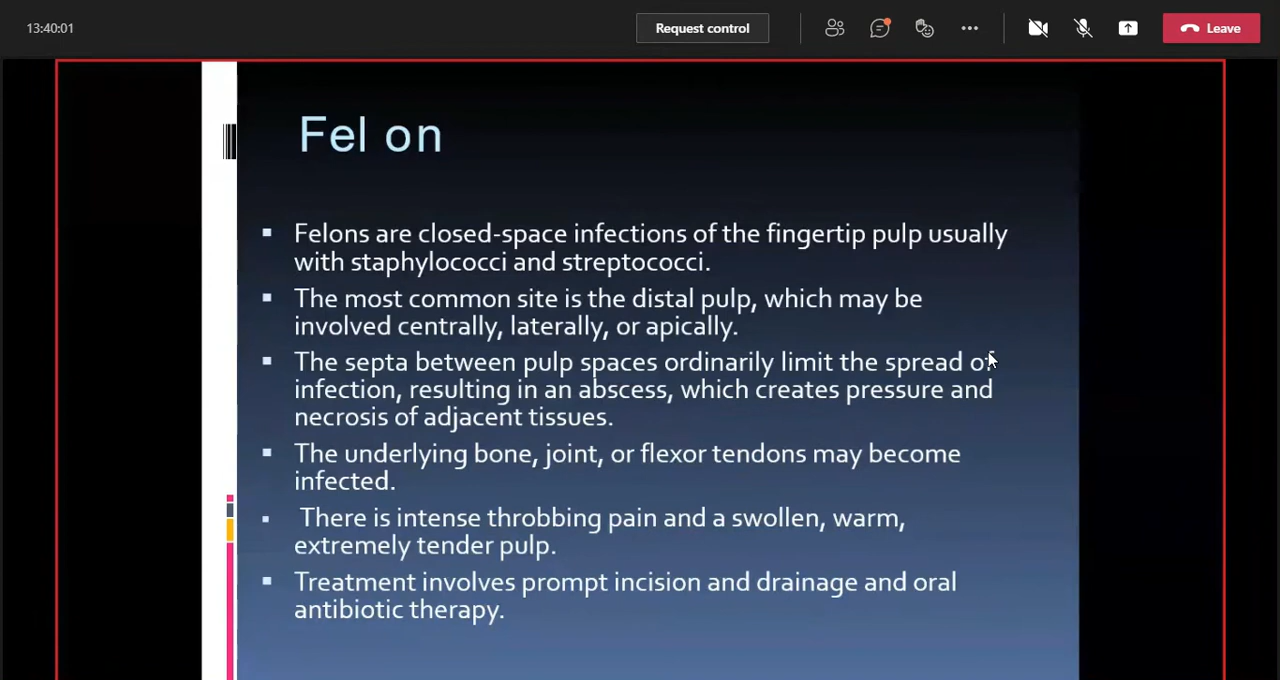 13:40:01
Request control
Leave
Fel on
▪ Felons are closed-space infections of the fingertip pulp usually
with staphylococci and streptococci.
▪ The most common site is the distal pulp, which may be
involved centrally, laterally, or apically.
▪ The septa between pulp spaces ordinarily limit the spread of
infection, resulting in an abscess, which creates pressure and
necrosis of adjacent tissues.
▪ The underlying bone, joint, or flexor tendons may become
infected.
▪ There is intense throbbing pain and a swollen, warm,
extremely tender pulp.
▪ Treatment involves prompt incision and drainage and oral
antibiotic therapy.